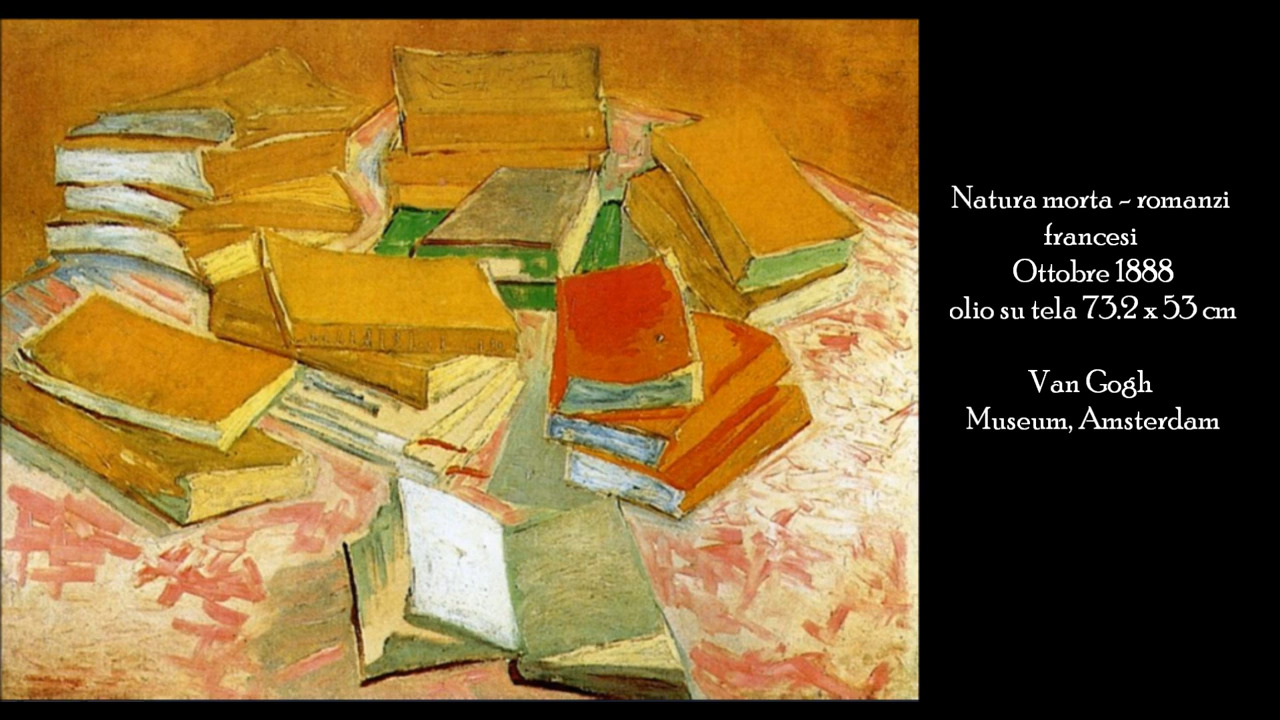 Natura morta - romanzi
francesi
Ottobre 1888
olio su tela 73.2 x 53 cm
Van Gogh
Museum, Amsterdam